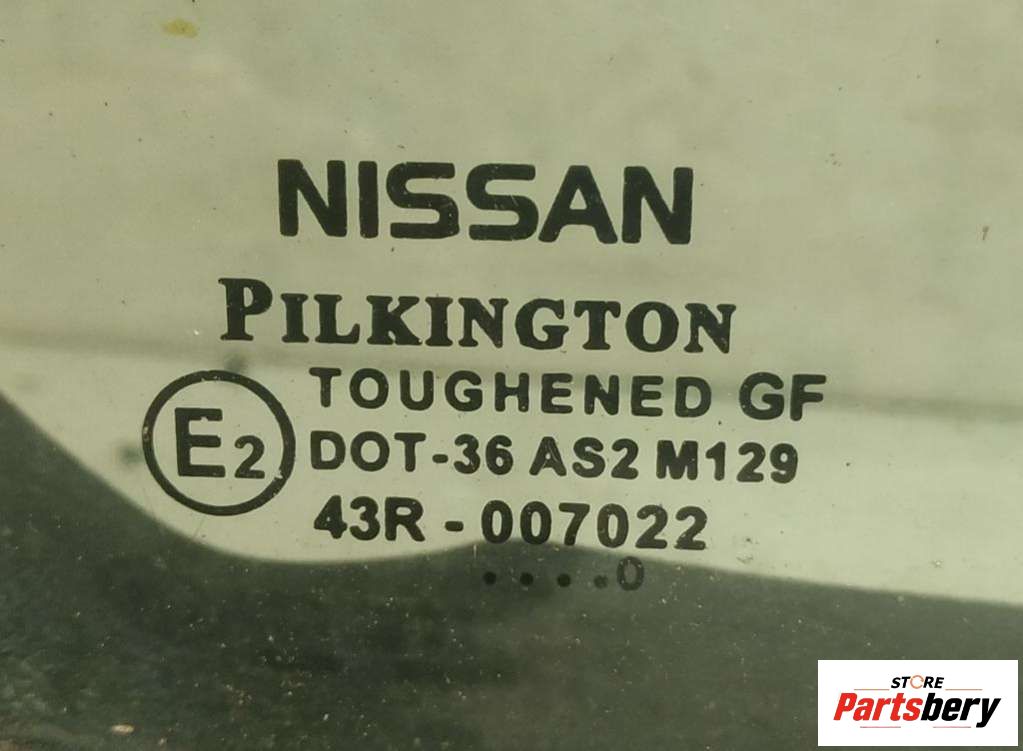 NISSAN
PILKINGTON
TOUGHENED GF
E2
DOT-36 AS2 M129
43R - 007022
....0
STORE
Partsbery